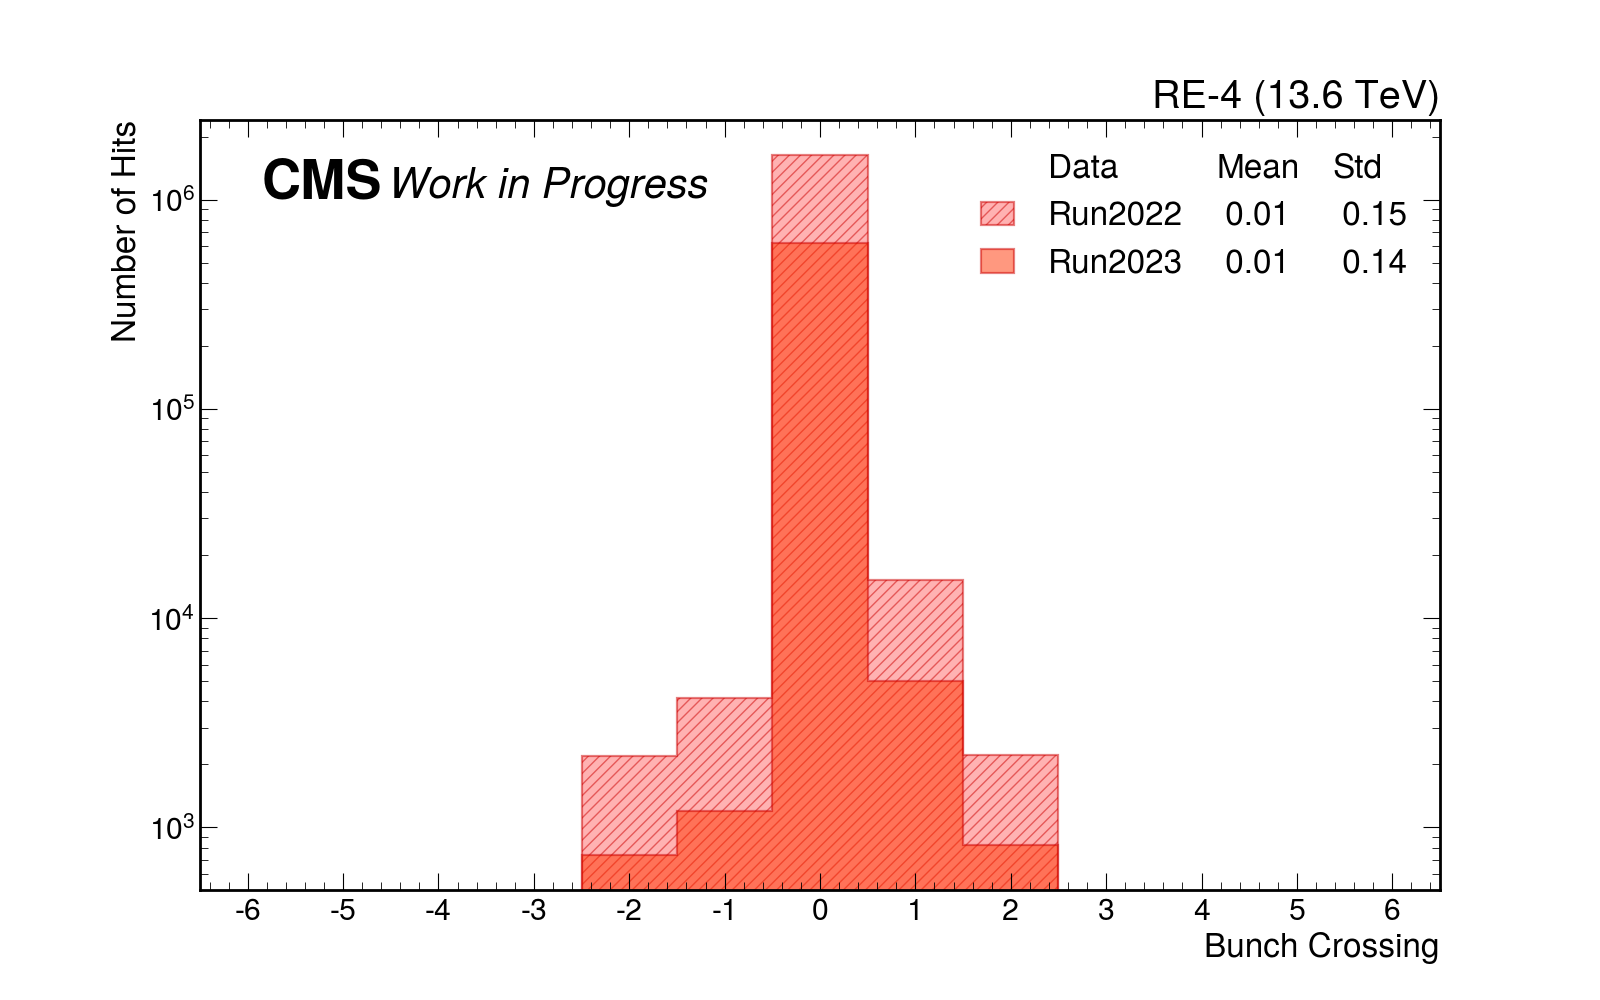 RE-4 (13.6 TeV)
CMS Work in Progress
Data Mean Std
Run2022 0.01 0.15
Run2023 0.01 0.14
Number of Hits
10⁶
10⁵
10⁴
10³
-6 -5 -4 -3 -2 -1 0 1 2 3 4 5 6
Bunch Crossing